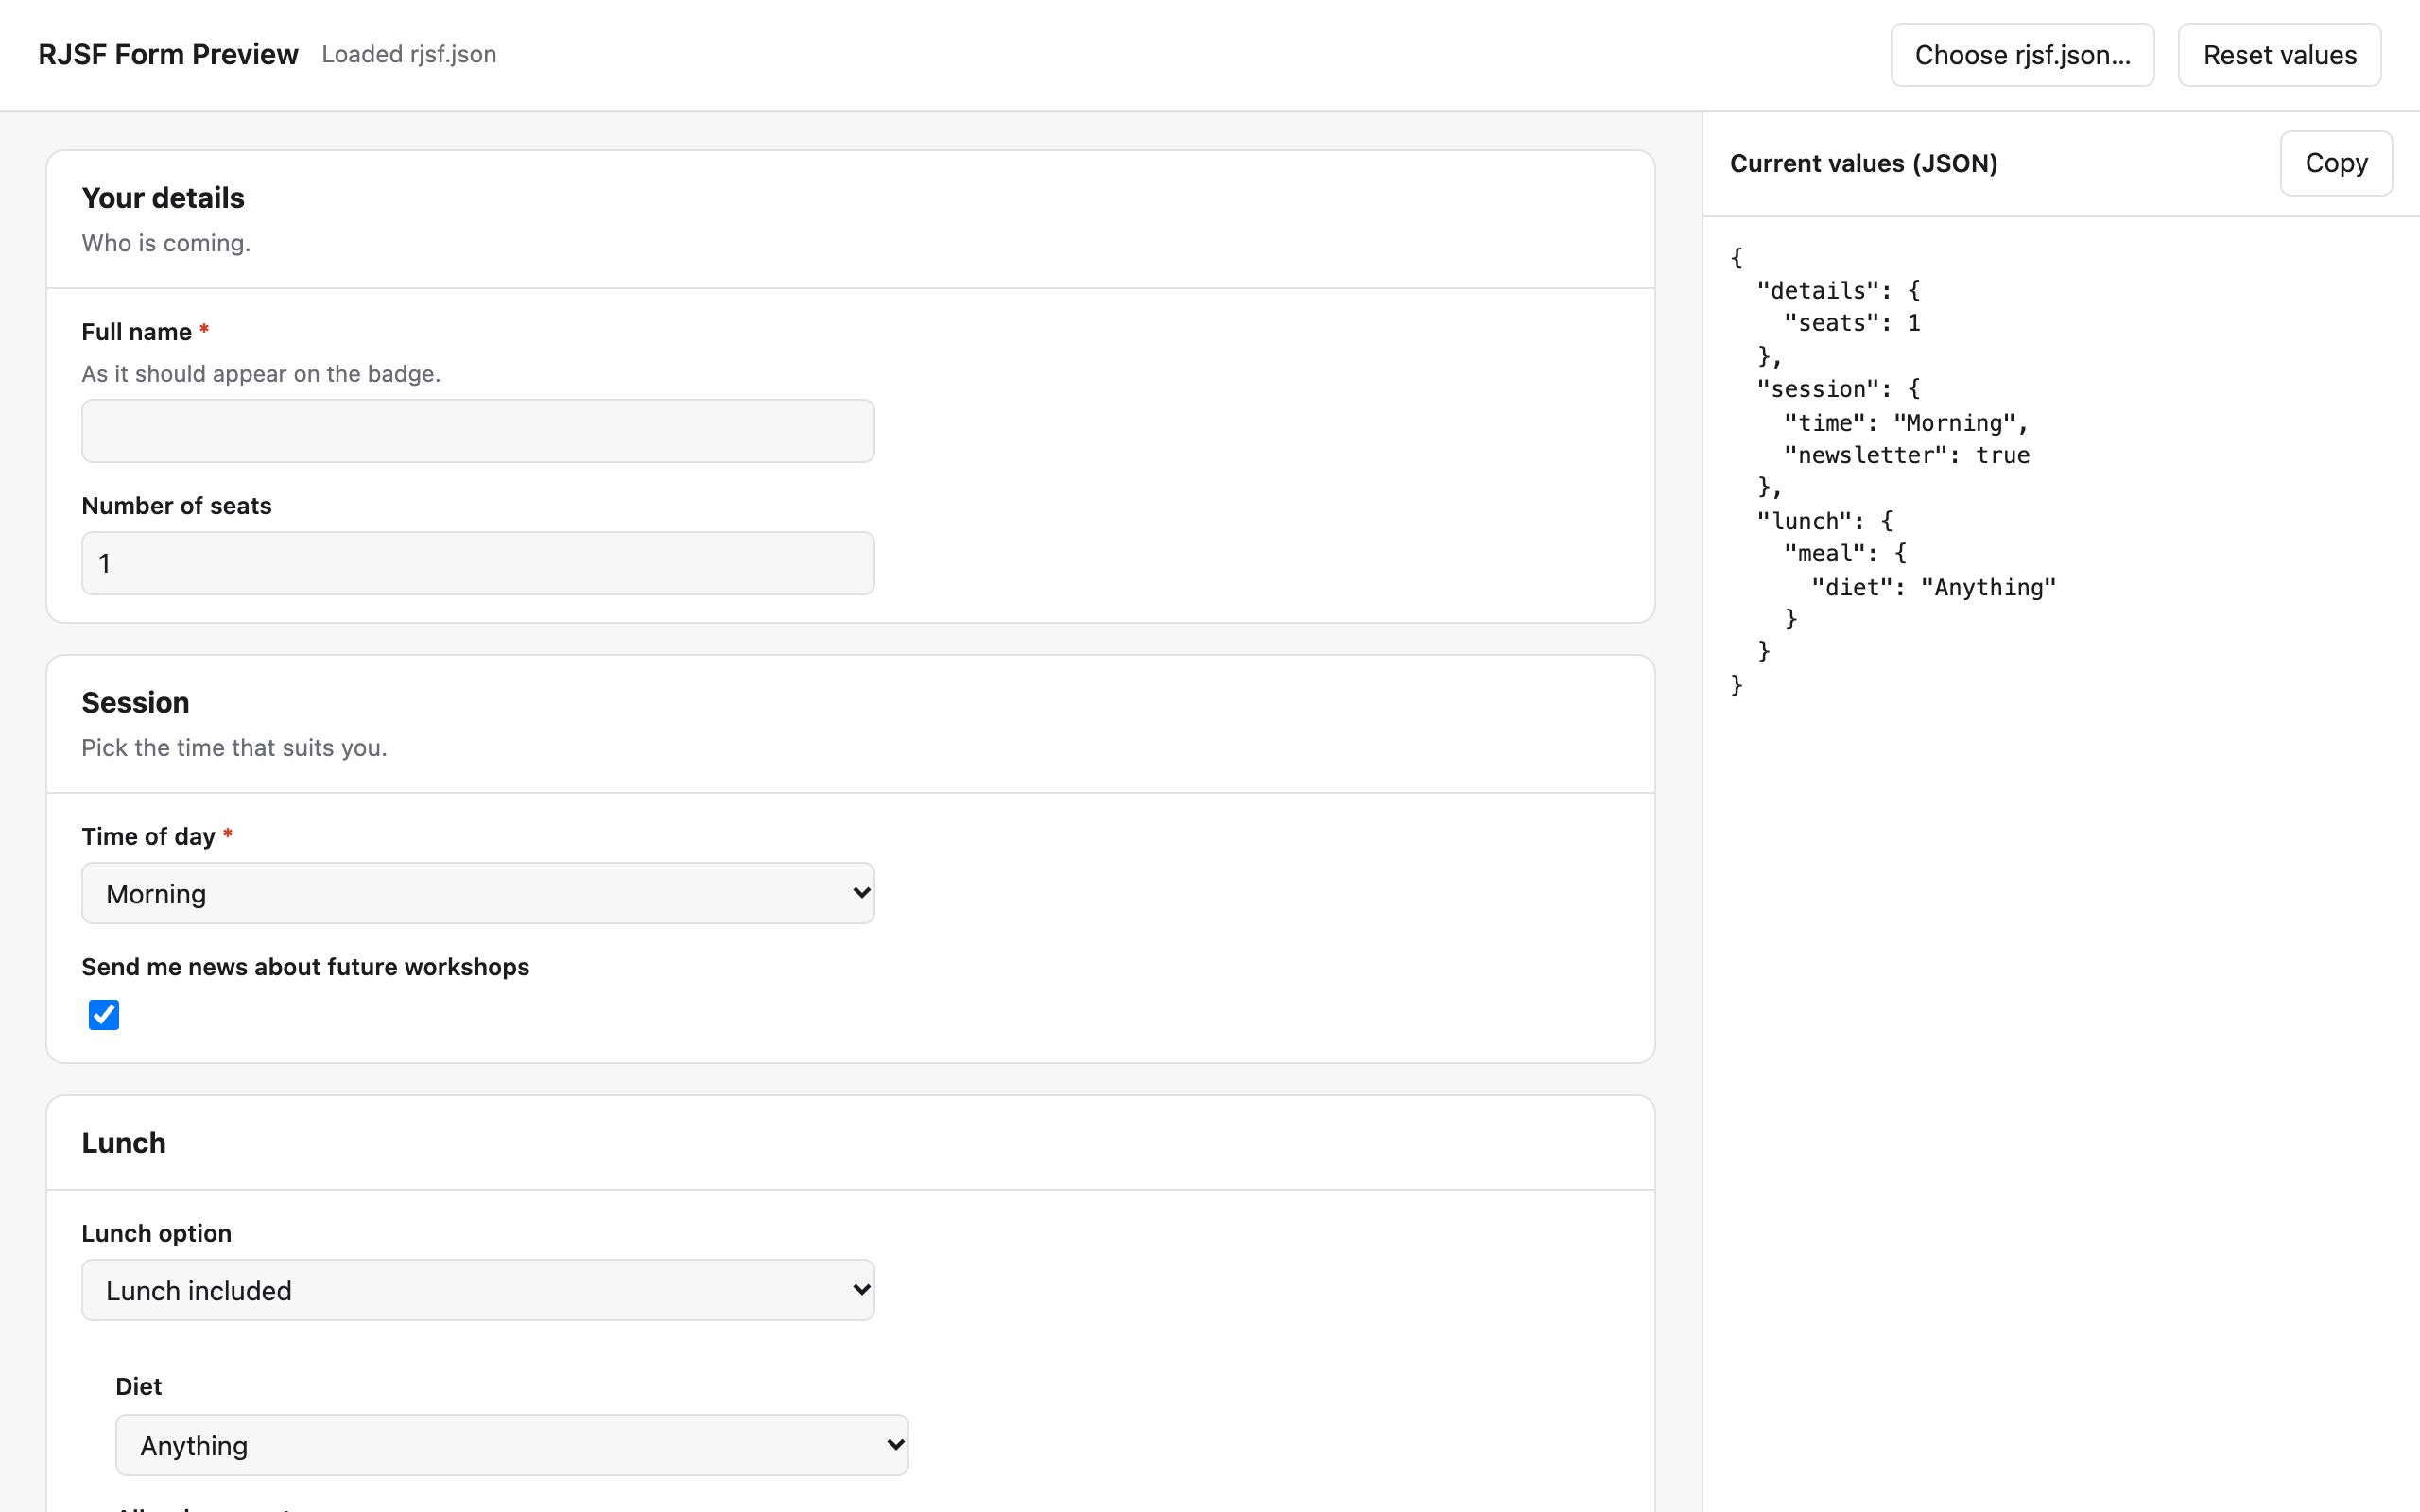 RJSF Form Preview Loaded rjsf.json
Choose rjsf.json... Reset values
Your details
Who is coming.
Full name *
As it should appear on the badge.
Number of seats
1
Session
Pick the time that suits you.
Time of day *
Morning
Send me news about future workshops
Lunch
Lunch option
Lunch included
Diet
Anything
Current values (JSON)
Copy
{
  "details": {
    "seats": 1
  },
  "session": {
    "time": "Morning",
    "newsletter": true
  },
  "lunch": {
    "meal": {
      "diet": "Anything"
    }
  }
}